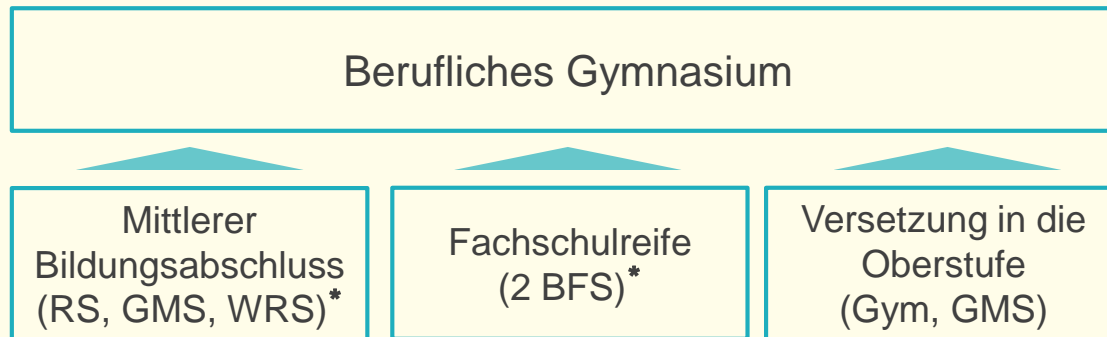 Berufliches Gymnasium
Mittlerer
Bildungsabschluss
(RS, GMS, WRS)*
Fachschulreife
(2 BFS)*
Versetzung in die
Oberstufe
(Gym, GMS)